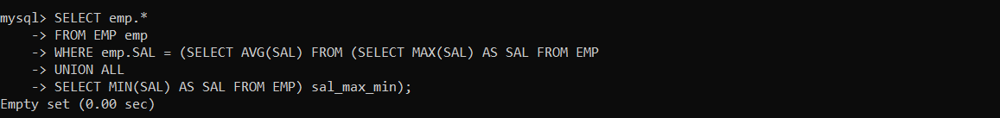 mysql> SELECT emp.*
    -> FROM EMP emp
    -> WHERE emp.SAL = (SELECT AVG(SAL) FROM (SELECT MAX(SAL) AS SAL FROM EMP
    -> UNION ALL
    -> SELECT MIN(SAL) AS SAL FROM EMP) sal_max_min);
Empty set (0.00 sec)